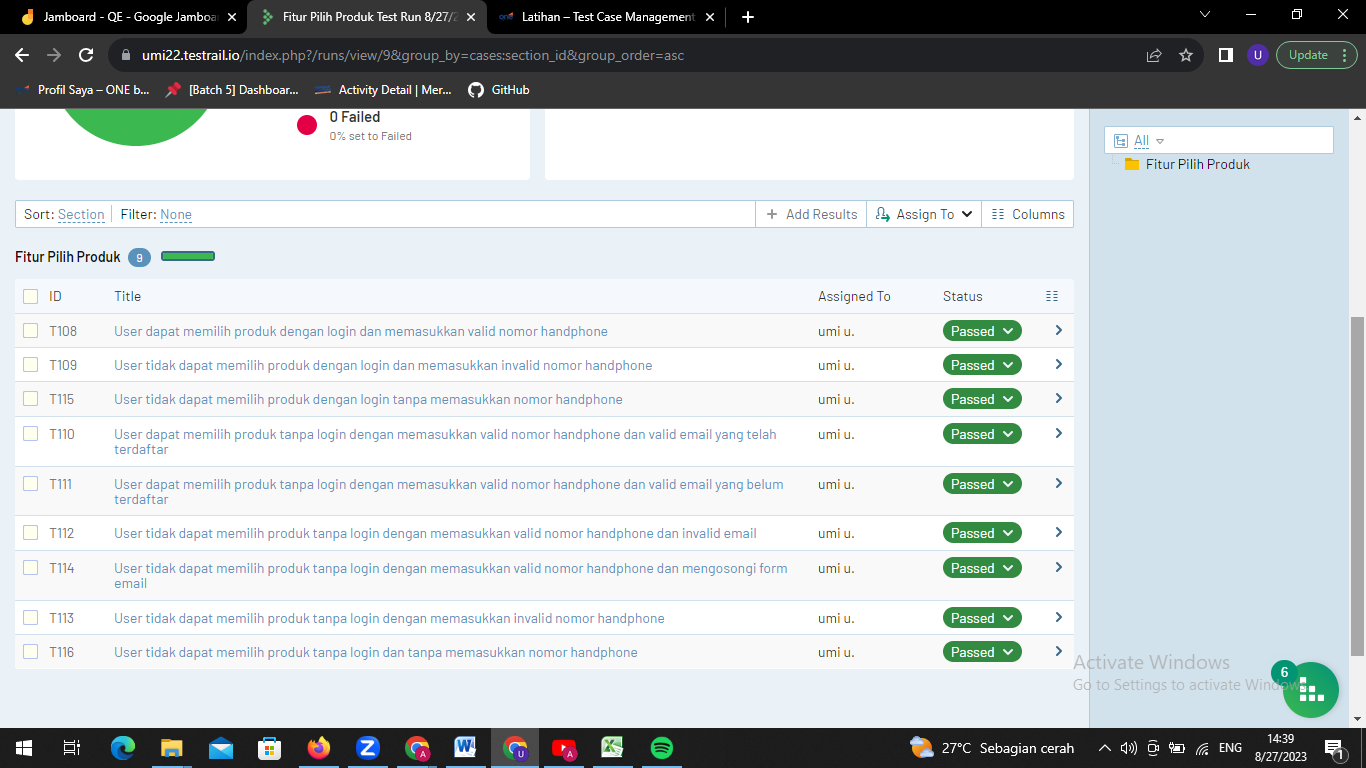 Jamboard - QE - Google Jamboa
Fitur Pilih Produk Test Run 8/27/2
Latihan – Test Case Management
umi22.testrail.io/index.php?/runs/view/9&group_by=cases:section_id&group_order=asc
U
Update
Profil Saya – ONE b...
[Batch 5] Dashboar...
Activity Detail | Mer...
GitHub
0 Failed
0% set to Failed
All
Fitur Pilih Produk
Sort: Section
Filter: None
Add Results
Assign To
Columns
Fitur Pilih Produk 9
ID Title Assigned To Status
T108 User dapat memilih produk dengan login dan memasukkan valid nomor handphone umi u. Passed
T109 User tidak dapat memilih produk dengan login dan memasukkan invalid nomor handphone umi u. Passed
T115 User tidak dapat memilih produk dengan login tanpa memasukkan nomor handphone umi u. Passed
T110 User dapat memilih produk tanpa login dengan memasukkan valid nomor handphone dan valid email yang telah umi u. Passed
terdaftar
T111 User dapat memilih produk tanpa login dengan memasukkan valid nomor handphone dan valid email yang belum umi u. Passed
terdaftar
T112 User tidak dapat memilih produk tanpa login dengan memasukkan valid nomor handphone dan invalid email umi u. Passed
T114 User tidak dapat memilih produk tanpa login dengan memasukkan valid nomor handphone dan mengosongi form umi u. Passed
email
T113 User tidak dapat memilih produk tanpa login dengan memasukkan invalid nomor handphone umi u. Passed
T116 User tidak dapat memilih produk tanpa login dan tanpa memasukkan nomor handphone umi u. Passed
Activate Windows
Go to Settings to activate Windows.
6
27°C Sebagian cerah
ENG
14:39
8/27/2023
1